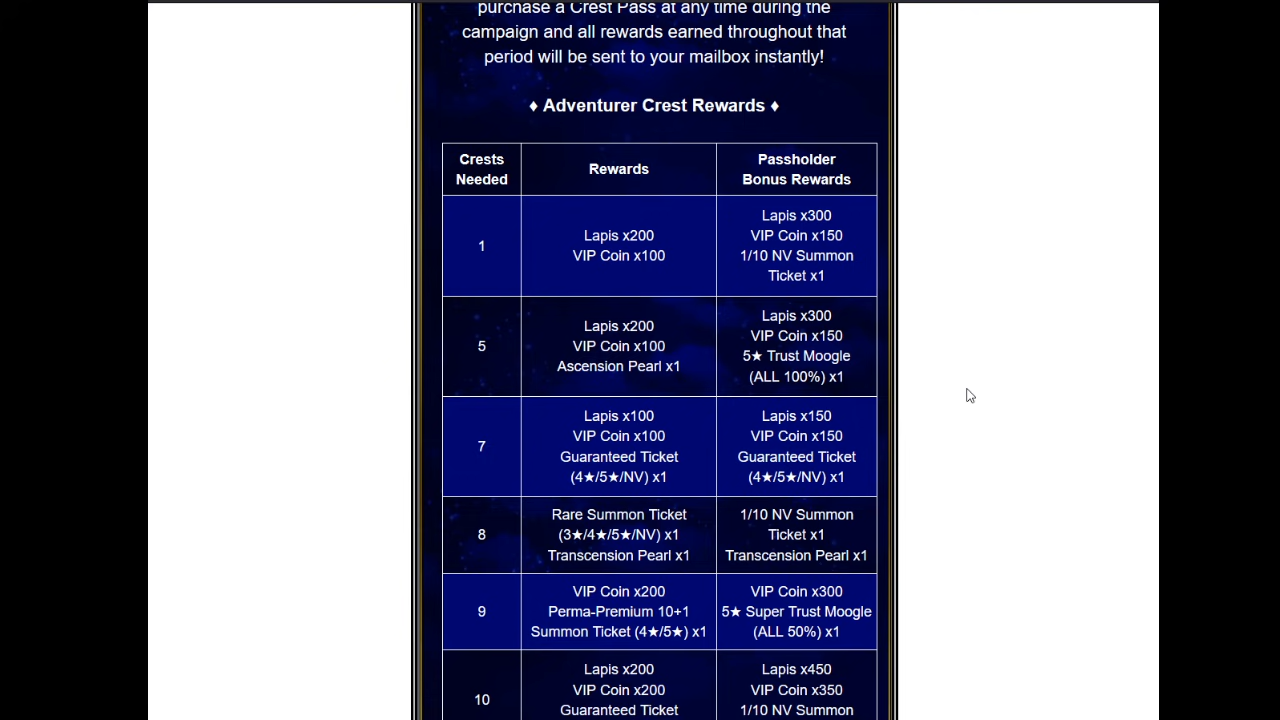 purchase a Crest Pass at any time during the
campaign and all rewards earned throughout that
period will be sent to your mailbox instantly!
♦ Adventurer Crest Rewards ♦
Crests
Needed
Rewards
Passholder
Bonus Rewards
1
Lapis x200
VIP Coin x100
Lapis x300
VIP Coin x150
1/10 NV Summon
Ticket x1
5
Lapis x200
VIP Coin x100
Ascension Pearl x1
Lapis x300
VIP Coin x150
5★ Trust Moogle
(ALL 100%) x1
7
Lapis x100
VIP Coin x100
Guaranteed Ticket
(4★/5★/NV) x1
Lapis x150
VIP Coin x150
Guaranteed Ticket
(4★/5★/NV) x1
8
Rare Summon Ticket
(3★/4★/5★/NV) x1
Transcension Pearl x1
1/10 NV Summon
Ticket x1
Transcension Pearl x1
9
VIP Coin x200
Perma-Premium 10+1
Summon Ticket (4★/5★) x1
VIP Coin x300
5★ Super Trust Moogle
(ALL 50%) x1
10
Lapis x200
VIP Coin x200
Guaranteed Ticket
Lapis x450
VIP Coin x350
1/10 NV Summon